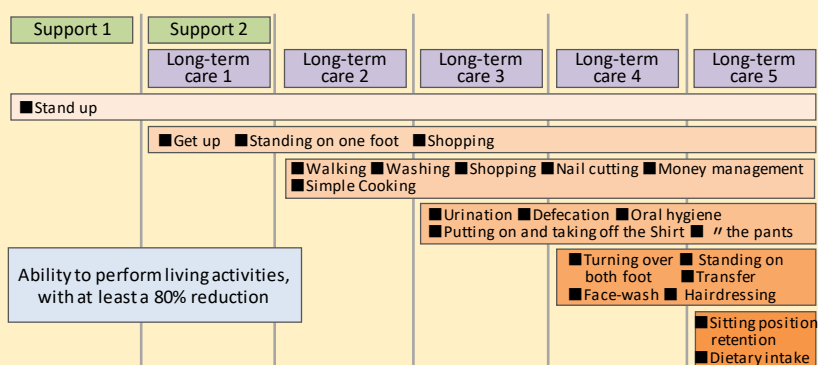 Support 1
Support 2
Long-term
care 1
Long-term
care 2
Long-term
care 3
Long-term
care 4
Long-term
care 5
■Stand up
■Get up ■Standing on one foot ■Shopping
■Walking ■Washing ■Shopping ■Nail cutting ■Money management
■Simple Cooking
■Urination ■Defecation ■Oral hygiene
■Putting on and taking off the Shirt ■ 〃 the pants
Ability to perform living activities,
with at least a 80% reduction
■Turning over ■ Standing on
both foot ■Transfer
■Face-wash ■ Hairdressing
■Sitting position
retention
■Dietary intake